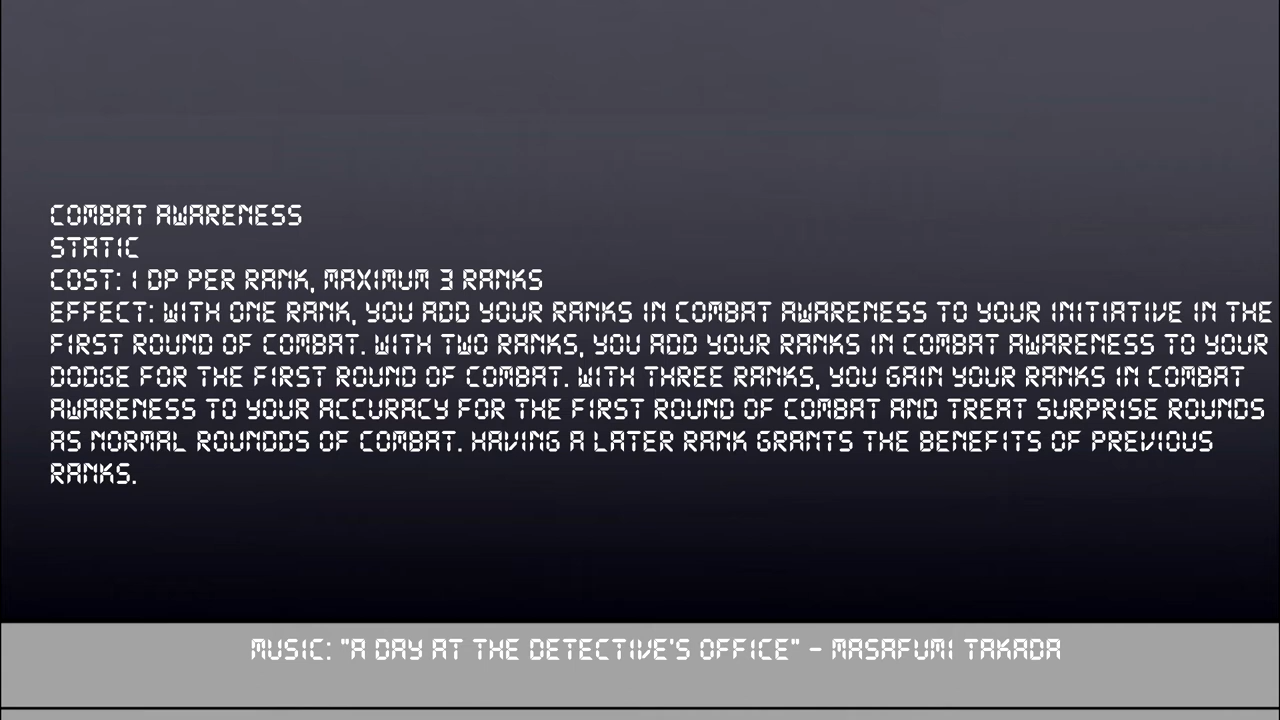 COMBAT AWARENESS
STATIC
COST: 1 DP PER RANK, MAXIMUM 3 RANKS
EFFECT: WITH ONE RANK, YOU ADD YOUR RANKS IN COMBAT AWARENESS TO YOUR INITIATIVE IN THE
FIRST ROUND OF COMBAT. WITH TWO RANKS, YOU ADD YOUR RANKS IN COMBAT AWARENESS TO YOUR
DODGE FOR THE FIRST ROUND OF COMBAT. WITH THREE RANKS, YOU GAIN YOUR RANKS IN COMBAT
AWARENESS TO YOUR ACCURACY FOR THE FIRST ROUND OF COMBAT AND TREAT SURPRISE ROUNDS
AS NORMAL ROUNDDS OF COMBAT. HAVING A LATER RANK GRANTS THE BENEFITS OF PREVIOUS
RANKS.
MUSIC: "A DAY AT THE DETECTIVE'S OFFICE" - MASAFUMI TAKADA